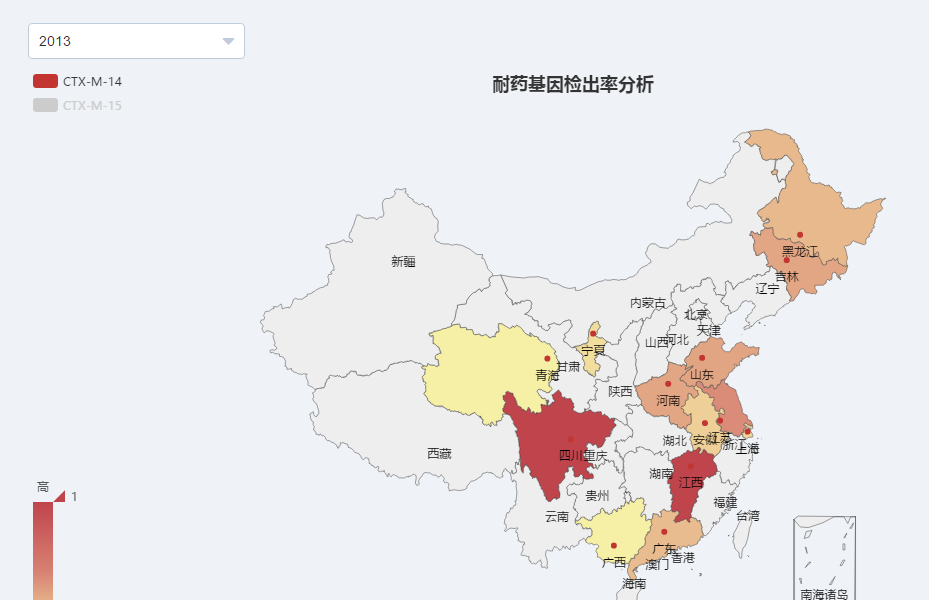 2013
CTX-M-14
CTX-M-15
耐药基因检出率分析
黑龙江
新疆
吉林
辽宁
内蒙古
北京
天津
山西
河北
宁夏
甘肃
青海
山东
陕西
河南
湖北
安徽
江苏
浙江
上海
西藏
四川
重庆
湖南
江西
高
1
贵州
福建
云南
台湾
广东
香港
广西
澳门
海南
南海诸岛